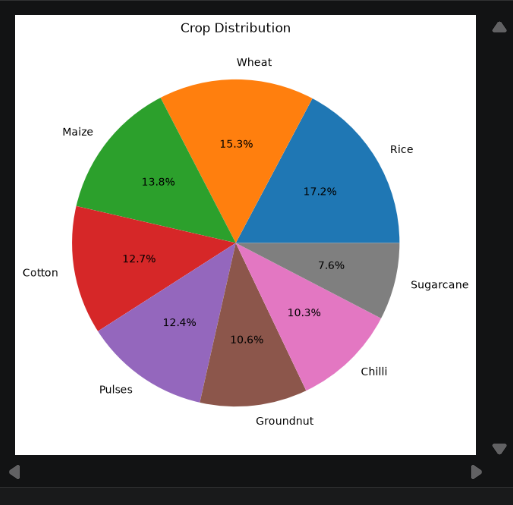 Crop Distribution
Wheat
Rice
Maize
15.3%
17.2%
13.8%
12.7%
Cotton
7.6%
Sugarcane
12.4%
10.3%
10.6%
Chilli
Pulses
Groundnut